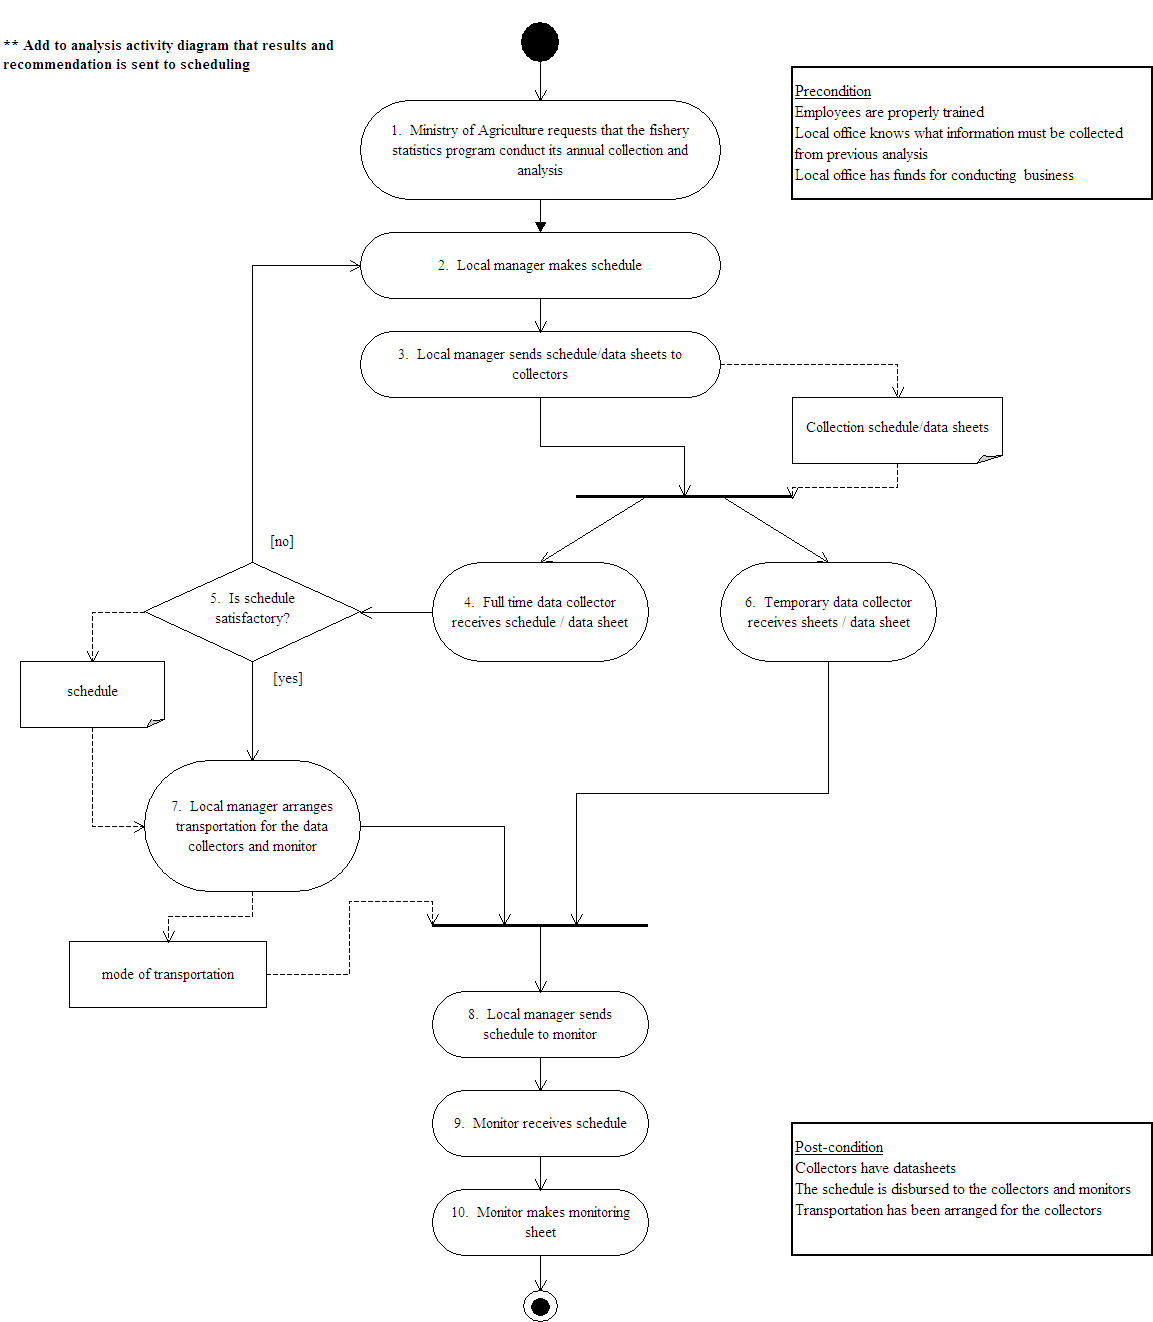 ** Add to analysis activity diagram that results and
recommendation is sent to scheduling
Precondition
Employees are properly trained
Local office knows what information must be collected
from previous analysis
Local office has funds for conducting business
1. Ministry of Agriculture requests that the fishery
statistics program conduct its annual collection and
analysis
2. Local manager makes schedule
3. Local manager sends schedule/data sheets to
collectors
Collection schedule/data sheets
[no]
5. Is schedule
satisfactory?
4. Full time data collector
receives schedule / data sheet
6. Temporary data collector
receives sheets / data sheet
[yes]
schedule
7. Local manager arranges
transportation for the data
collectors and monitor
mode of transportation
8. Local manager sends
schedule to monitor
9. Monitor receives schedule
10. Monitor makes monitoring
sheet
Post-condition
Collectors have datasheets
The schedule is disbursed to the collectors and monitors
Transportation has been arranged for the collectors